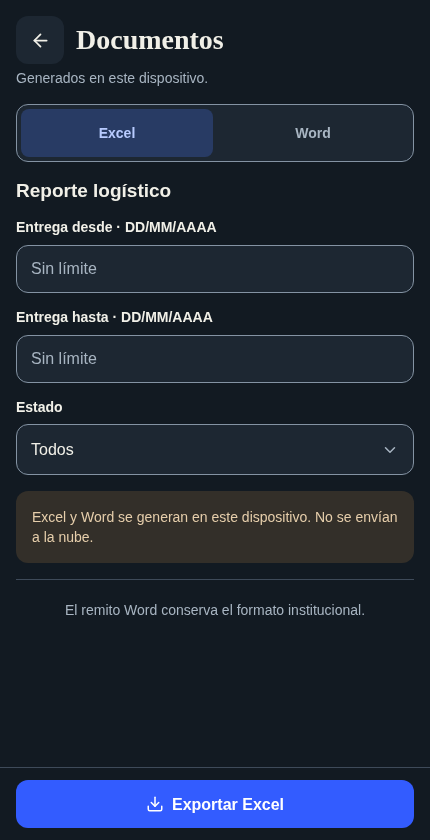 Documentos
Generados en este dispositivo.
Excel
Word
Reporte logístico
Entrega desde · DD/MM/AAAA
Sin límite
Entrega hasta · DD/MM/AAAA
Sin límite
Estado
Todos
Excel y Word se generan en este dispositivo. No se envían
a la nube.
El remito Word conserva el formato institucional.
Exportar Excel